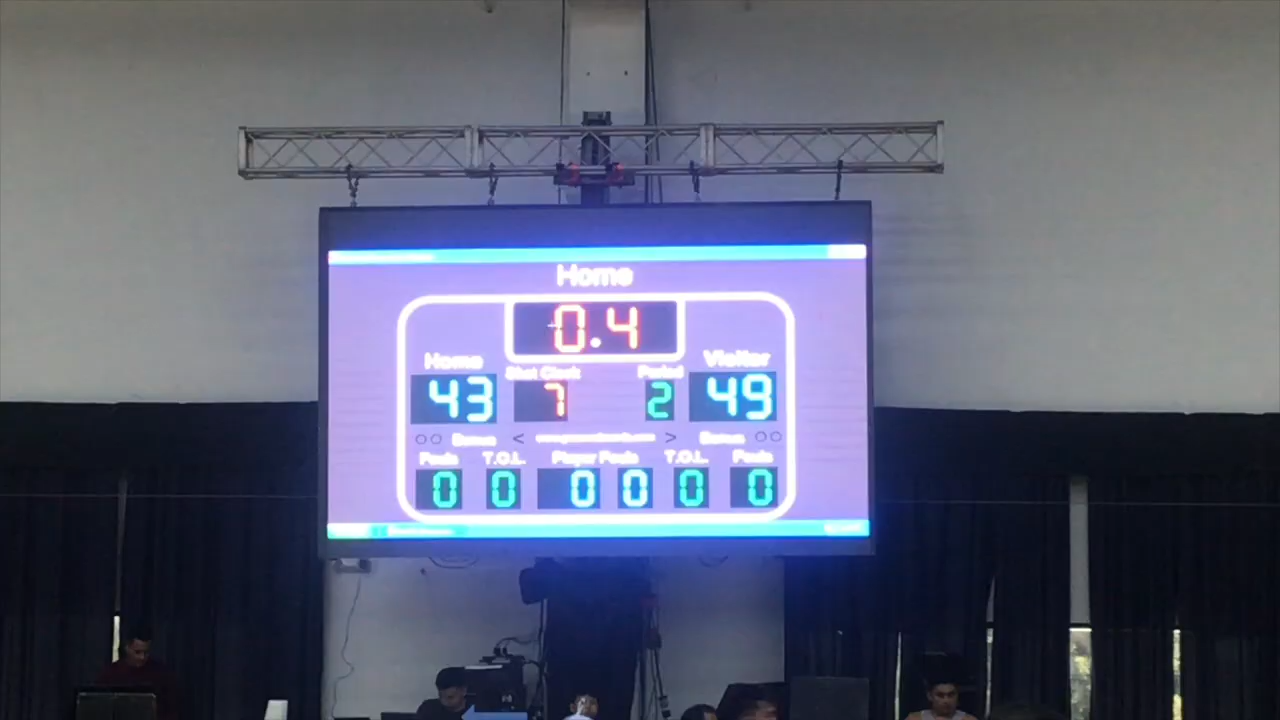 Home
0.4
Home Shot Clock Period Visitor
43 7 2 49
Bonus < > Bonus
Fouls T.O.L. Player Fouls T.O.L. Fouls
0 0 0 0 0 0